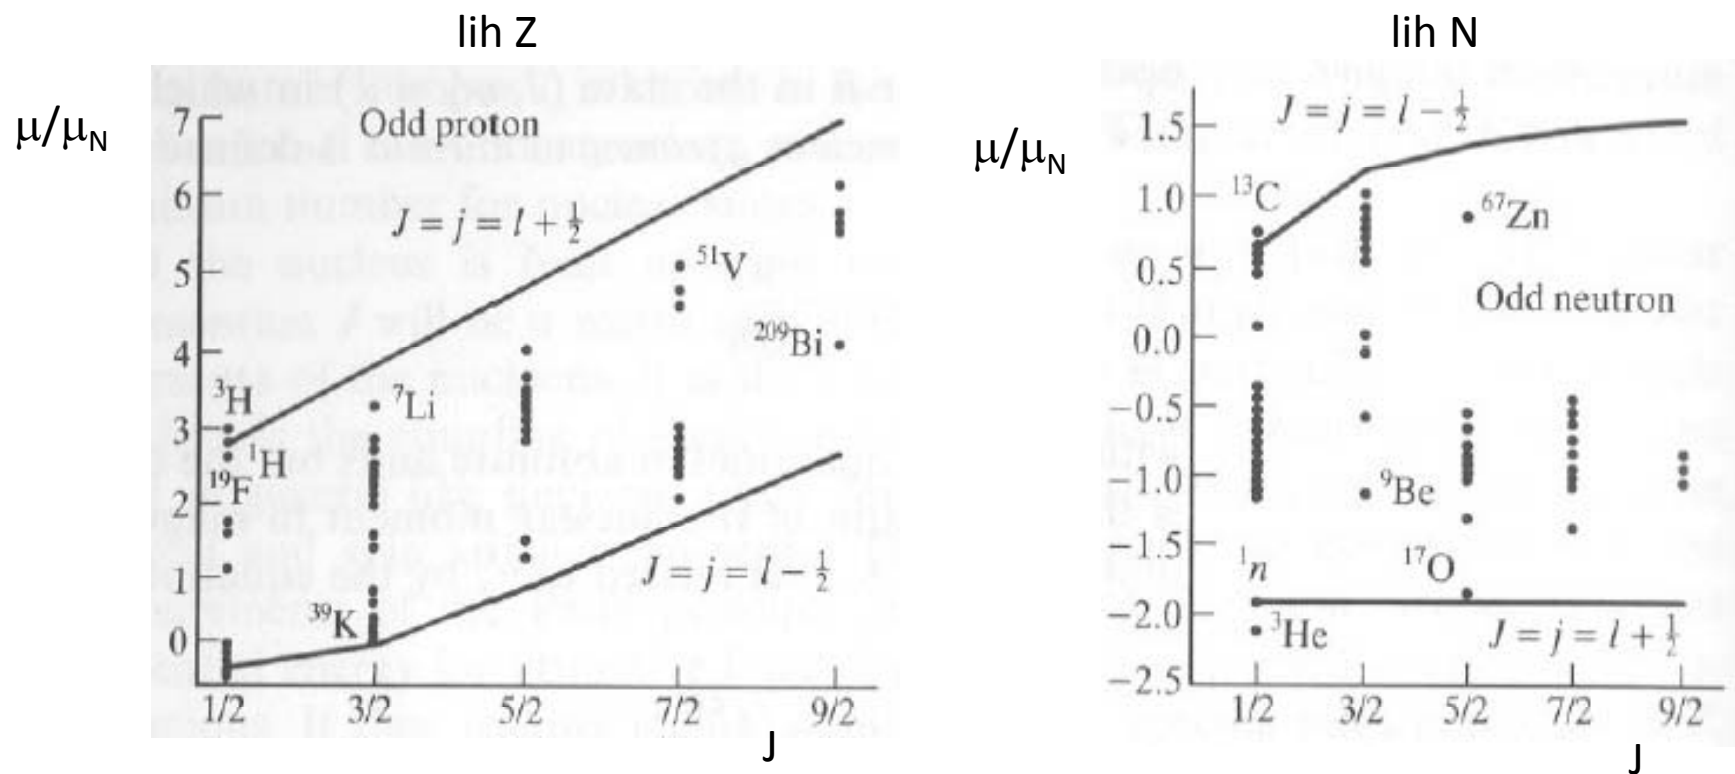 lih Z
μ/μN
Odd proton
7
6
5
4
3
2
1
0
J = j = l + 1/2
51V
209Bi
3H
7Li
1H
19F
39K
J = j = l − 1/2
1/2 3/2 5/2 7/2 9/2
J
lih N
μ/μN
J = j = l − 1/2
1.5
1.0
0.5
0.0
−0.5
−1.0
−1.5
−2.0
−2.5
13C
67Zn
Odd neutron
9Be
1n
17O
3He
J = j = l + 1/2
1/2 3/2 5/2 7/2 9/2
J